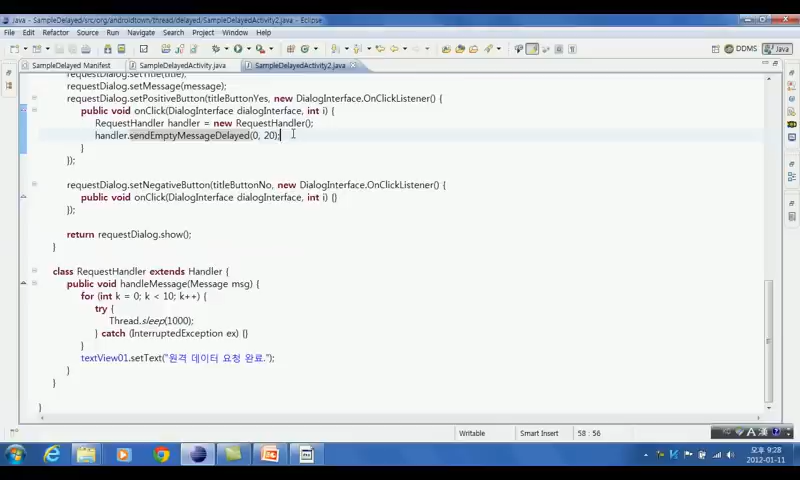 Java - SampleDelayed/src/org/androidtown/thread/delayed/SampleDelayedActivity2.java - Eclipse
File Edit Refactor Source Navigate Search Project Run Window Help
DDMS Java
SampleDelayed Manifest SampleDelayedActivity.java SampleDelayedActivity2.java
requestDialog.setTitle(title);
requestDialog.setMessage(message);
requestDialog.setPositiveButton(titleButtonYes, new DialogInterface.OnClickListener() {
public void onClick(DialogInterface dialogInterface, int i) {
RequestHandler handler = new RequestHandler();
handler.sendEmptyMessageDelayed(0, 20);
}
});
requestDialog.setNegativeButton(titleButtonNo, new DialogInterface.OnClickListener() {
public void onClick(DialogInterface dialogInterface, int i) {}
});
return requestDialog.show();
}
class RequestHandler extends Handler {
public void handleMessage(Message msg) {
for (int k = 0; k < 10; k++) {
try {
Thread.sleep(1000);
} catch (InterruptedException ex) {}
}
textView01.setText("원격 데이터 요청 완료.");
}
}
}
Writable Smart Insert 58 : 56
A 漢
오후 9:28
2012-01-11